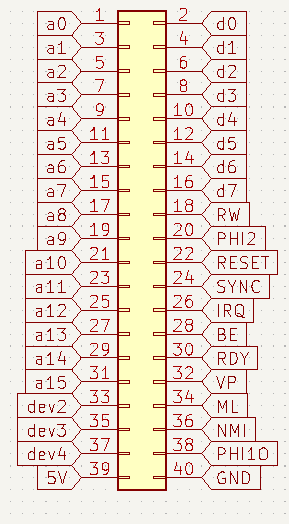 a0 1 2 d0
a1 3 4 d1
a2 5 6 d2
a3 7 8 d3
a4 9 10 d4
a5 11 12 d5
a6 13 14 d6
a7 15 16 d7
a8 17 18 RW
a9 19 20 PHI2
a10 21 22 RESET
a11 23 24 SYNC
a12 25 26 IRQ
a13 27 28 BE
a14 29 30 RDY
a15 31 32 VP
dev2 33 34 ML
dev3 35 36 NMI
dev4 37 38 PHI1O
5V 39 40 GND